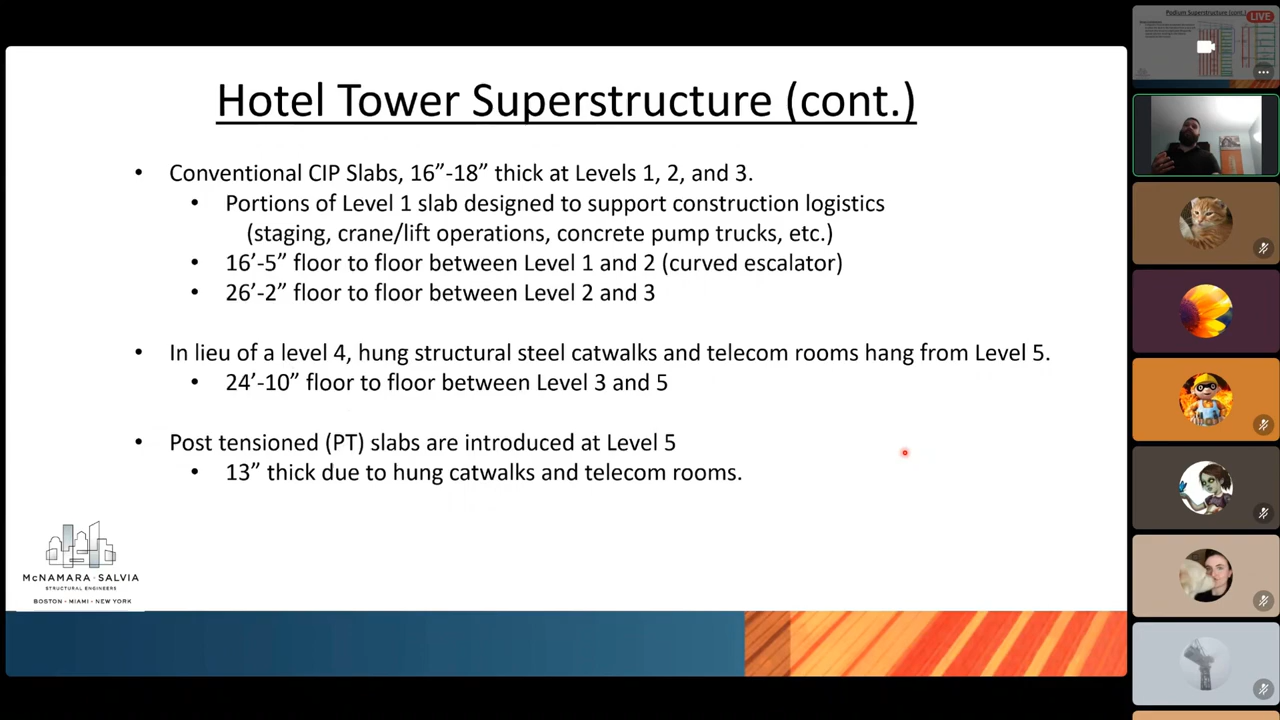 Hotel Tower Superstructure (cont.)
• Conventional CIP Slabs, 16”-18” thick at Levels 1, 2, and 3.
• Portions of Level 1 slab designed to support construction logistics
(staging, crane/lift operations, concrete pump trucks, etc.)
• 16’-5” floor to floor between Level 1 and 2 (curved escalator)
• 26’-2” floor to floor between Level 2 and 3
• In lieu of a level 4, hung structural steel catwalks and telecom rooms hang from Level 5.
• 24’-10” floor to floor between Level 3 and 5
• Post tensioned (PT) slabs are introduced at Level 5
• 13” thick due to hung catwalks and telecom rooms.
McNAMARA · SALVIA
STRUCTURAL ENGINEERS
BOSTON • MIAMI • NEW YORK
Podium Superstructure (cont.)
LIVE